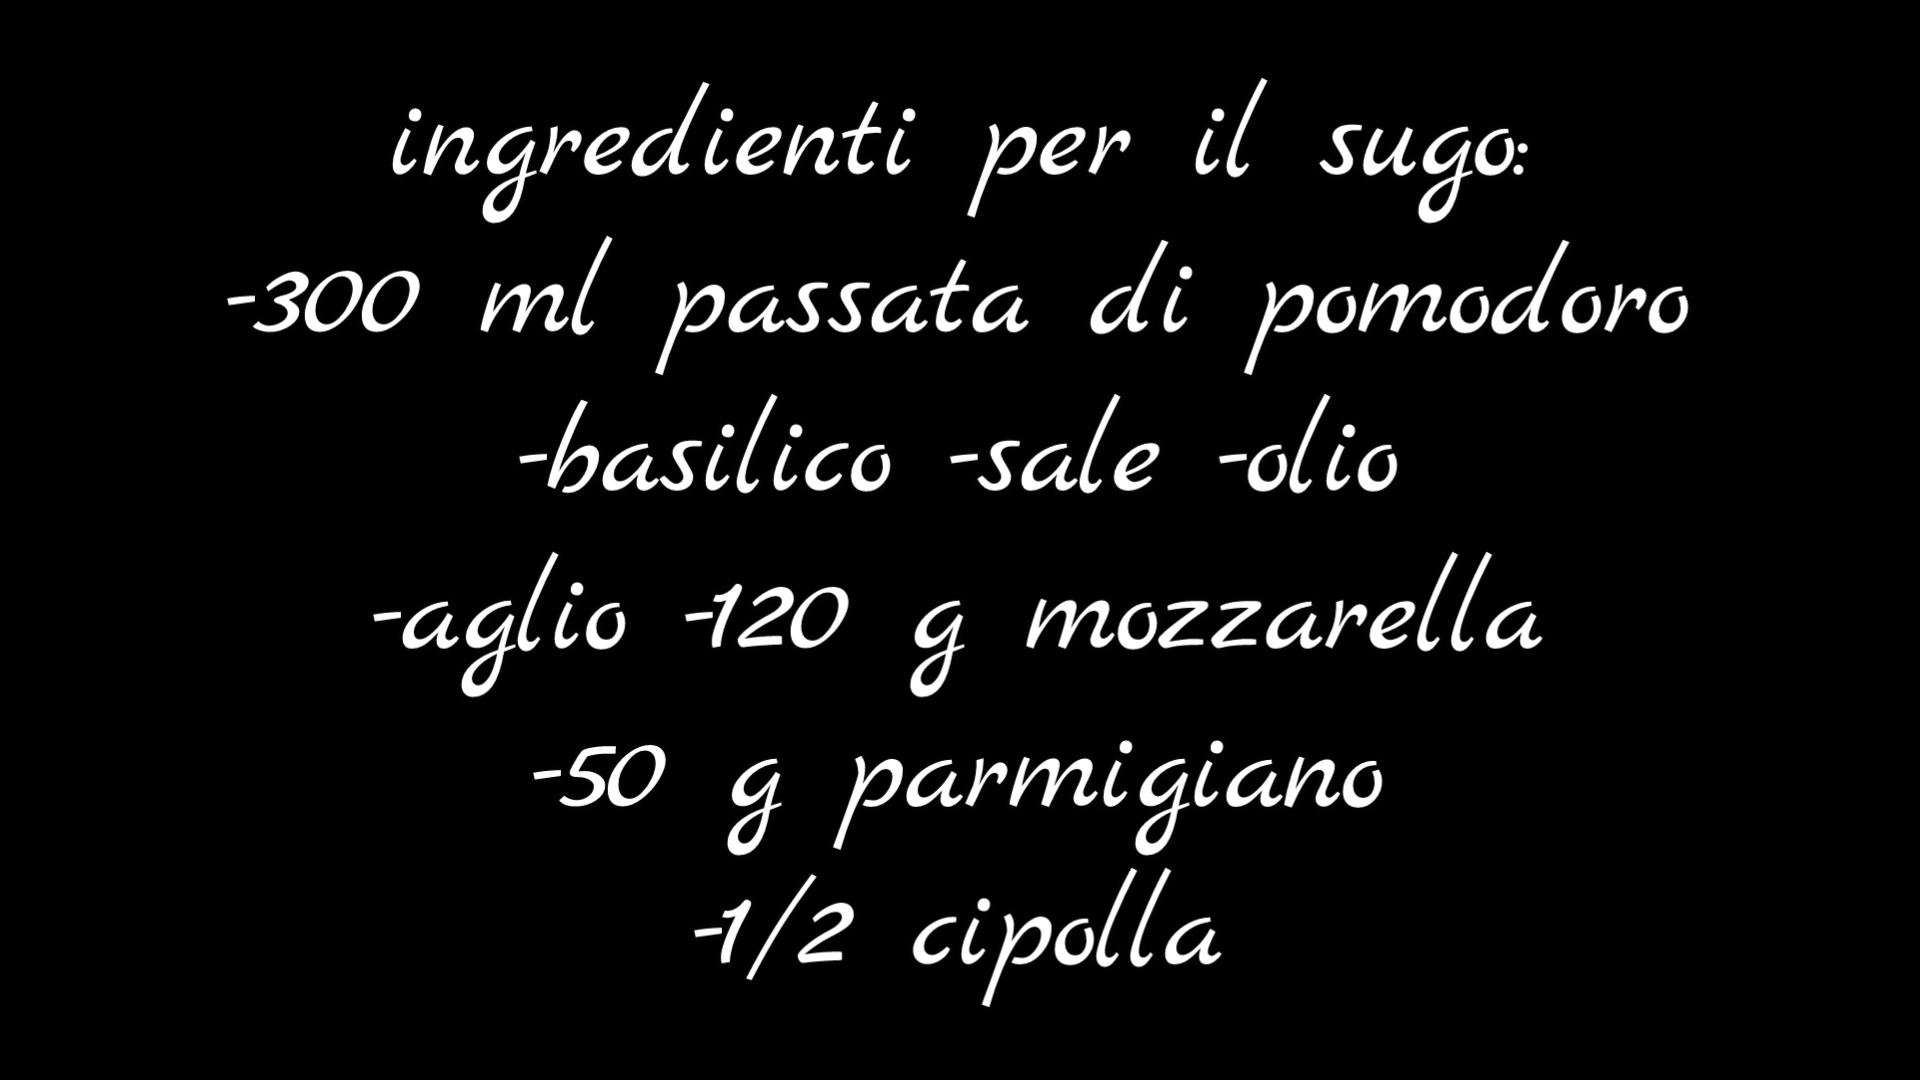 ingredienti per il sugo:
-300 ml passata di pomodoro
-basilico -sale -olio
-aglio -120 g mozzarella
-50 g parmigiano
-1/2 cipolla